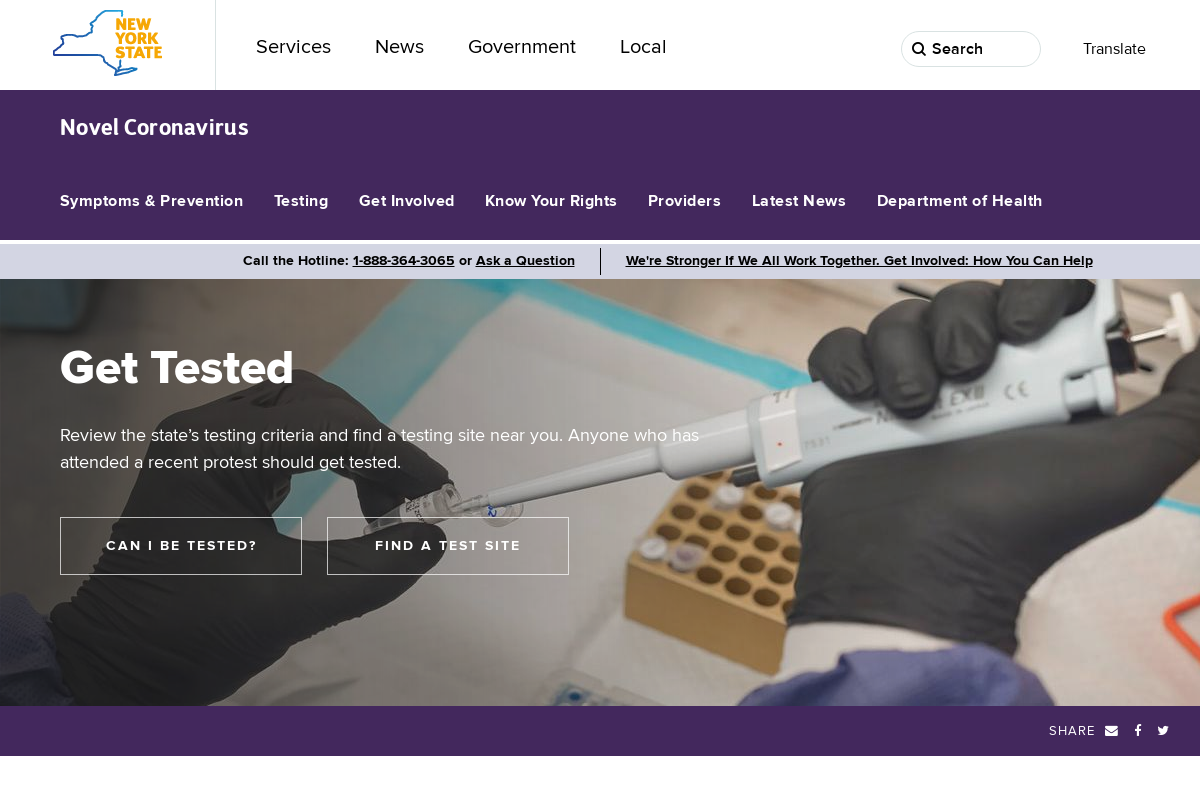 NEW
YORK
STATE
Services News Government Local
Search
Translate
Novel Coronavirus
Symptoms & Prevention Testing Get Involved Know Your Rights Providers Latest News Department of Health
Call the Hotline: 1-888-364-3065 or Ask a Question
We're Stronger If We All Work Together. Get Involved: How You Can Help
Get Tested
Review the state’s testing criteria and find a testing site near you. Anyone who has
attended a recent protest should get tested.
CAN I BE TESTED?
FIND A TEST SITE
SHARE